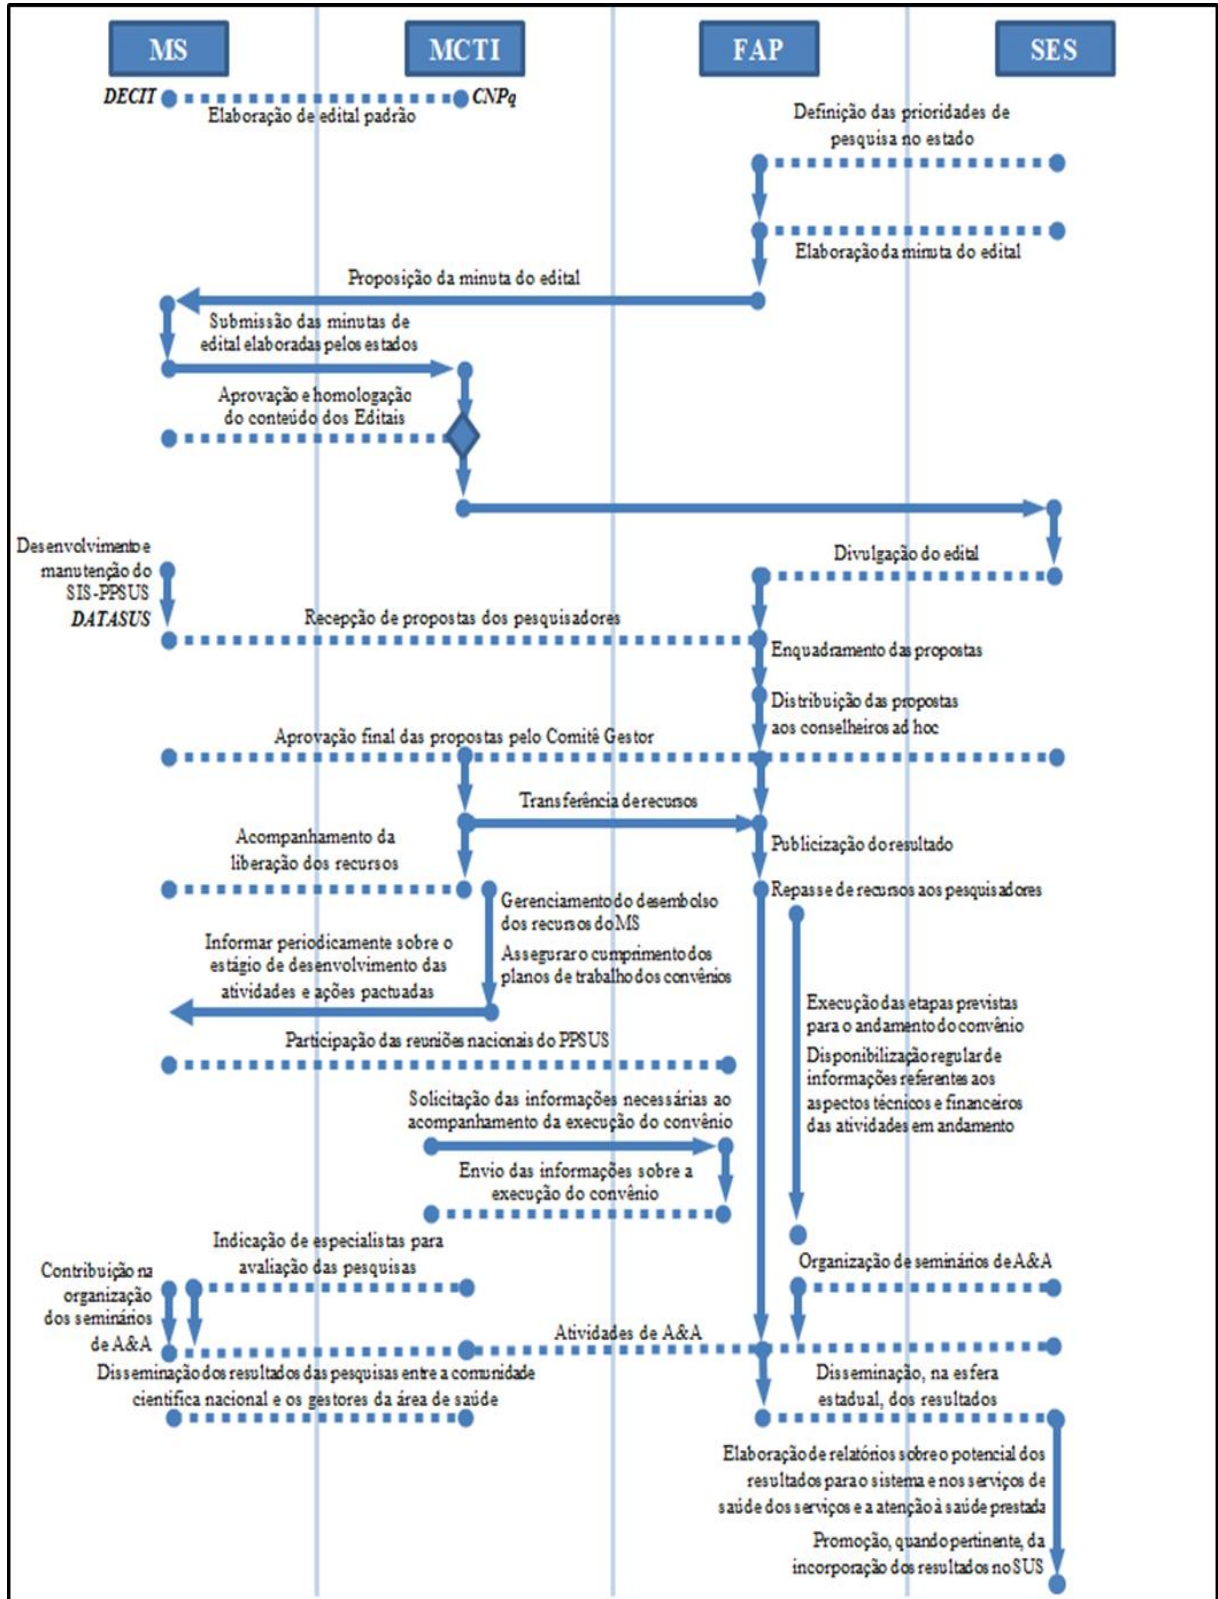 MS
MCTI
FAP
SES
DECIT
CNPq
Elaboração de edital padrão
Definição das prioridades de
pesquisa no estado
Elaboração da minuta do edital
Proposição da minuta do edital
Submissão das minutas de
edital elaboradas pelos estados
Aprovação e homologação
do conteúdo dos Editais
Divulgação do edital
Desenvolvimento e
manutenção do
SIS-PPSUS
DATASUS
Recepção de propostas dos pesquisadores
Enquadramento das propostas
Distribuição das propostas
aos conselheiros ad hoc
Aprovação final das propostas pelo Comitê Gestor
Transferência de recursos
Acompanhamento da
liberação dos recursos
Publicização do resultado
Repasse de recursos aos pesquisadores
Gerenciamento do desembolso
dos recursos do MS
Assegurar o cumprimento dos
planos de trabalho dos convênios
Informar periodicamente sobre o
estágio de desenvolvimento das
atividades e ações pactuadas
Execução das etapas previstas
para o andamento do convênio
Disponibilização regular de
informações referentes aos
aspectos técnicos e financeiros
das atividades em andamento
Participação das reuniões nacionais do PPSUS
Solicitação das informações necessárias ao
acompanhamento da execução do convênio
Envio das informações sobre a
execução do convênio
Indicação de especialistas para
avaliação das pesquisas
Organização de seminários de A&A
Contribuição na
organização
dos seminários
de A&A
Atividades de A&A
Disseminação dos resultados das pesquisas entre a comunidade
científica nacional e os gestores da área de saúde
Disseminação, na esfera
estadual, dos resultados
Elaboração de relatórios sobre o potencial dos
resultados para o sistema e nos serviços de
saúde dos serviços e a atenção à saúde prestada
Promoção, quando pertinente, da
incorporação dos resultados no SUS